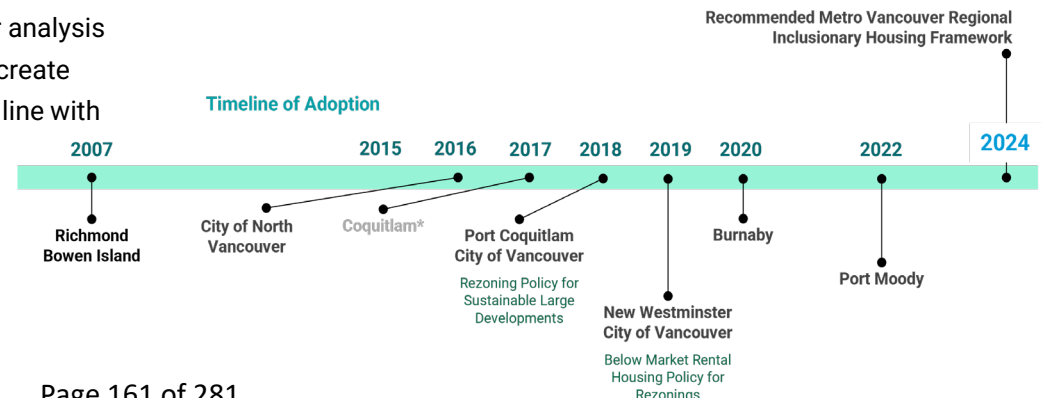 r analysis
create
line with
Recommended Metro Vancouver Regional
Inclusionary Housing Framework
Timeline of Adoption
2007
2015
2016
2017
2018
2019
2020
2022
2024
Richmond
Bowen Island
City of North
Vancouver
Coquitlam*
Port Coquitlam
City of Vancouver
Rezoning Policy for
Sustainable Large
Developments
New Westminster
City of Vancouver
Below Market Rental
Housing Policy for
Rezonings
Burnaby
Port Moody
Page 161 of 281